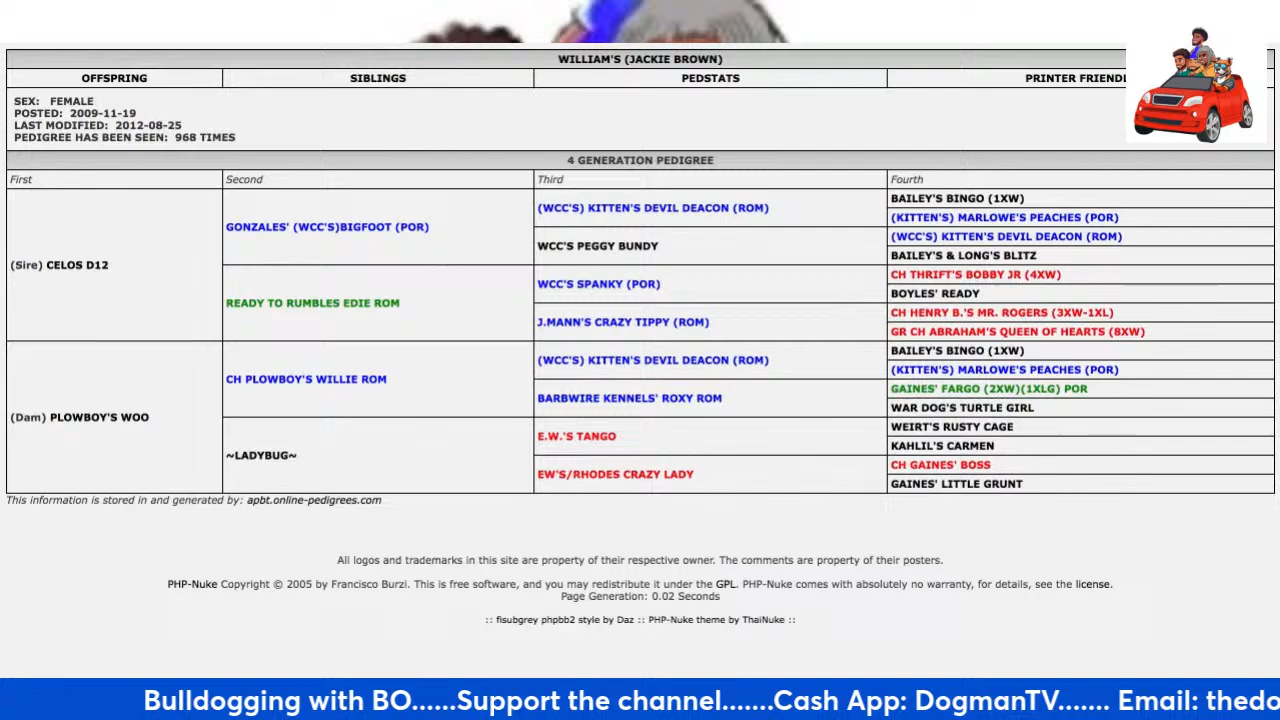 WILLIAM'S (JACKIE BROWN)
OFFSPRING SIBLINGS PEDSTATS PRINTER FRIENDL
SEX: FEMALE
POSTED: 2009-11-19
LAST MODIFIED: 2012-08-25
PEDIGREE HAS BEEN SEEN: 968 TIMES
4 GENERATION PEDIGREE
First Second Third Fourth
(Sire) CELOS D12
GONZALES' (WCC'S)BIGFOOT (POR)
(WCC'S) KITTEN'S DEVIL DEACON (ROM)
BAILEY'S BINGO (1XW)
(KITTEN'S) MARLOWE'S PEACHES (POR)
WCC'S PEGGY BUNDY
(WCC'S) KITTEN'S DEVIL DEACON (ROM)
BAILEY'S & LONG'S BLITZ
READY TO RUMBLES EDIE ROM
WCC'S SPANKY (POR)
CH THRIFT'S BOBBY JR (4XW)
BOYLES' READY
J.MANN'S CRAZY TIPPY (ROM)
CH HENRY B.'S MR. ROGERS (3XW-1XL)
GR CH ABRAHAM'S QUEEN OF HEARTS (8XW)
(Dam) PLOWBOY'S WOO
CH PLOWBOY'S WILLIE ROM
(WCC'S) KITTEN'S DEVIL DEACON (ROM)
BAILEY'S BINGO (1XW)
(KITTEN'S) MARLOWE'S PEACHES (POR)
BARBWIRE KENNELS' ROXY ROM
GAINES' FARGO (2XW)(1XLG) POR
WAR DOG'S TURTLE GIRL
~LADYBUG~
E.W.'S TANGO
WEIRT'S RUSTY CAGE
KAHLIL'S CARMEN
EW'S/RHODES CRAZY LADY
CH GAINES' BOSS
GAINES' LITTLE GRUNT
This information is stored in and generated by: apbt.online-pedigrees.com
All logos and trademarks in this site are property of their respective owner. The comments are property of their posters.
PHP-Nuke Copyright © 2005 by Francisco Burzi. This is free software, and you may redistribute it under the GPL. PHP-Nuke comes with absolutely no warranty, for details, see the license.
Page Generation: 0.02 Seconds
:: fisubgrey phpbb2 style by Daz :: PHP-Nuke theme by ThaiNuke ::
Bulldogging with BO......Support the channel.......Cash App: DogmanTV....... Email: thedo